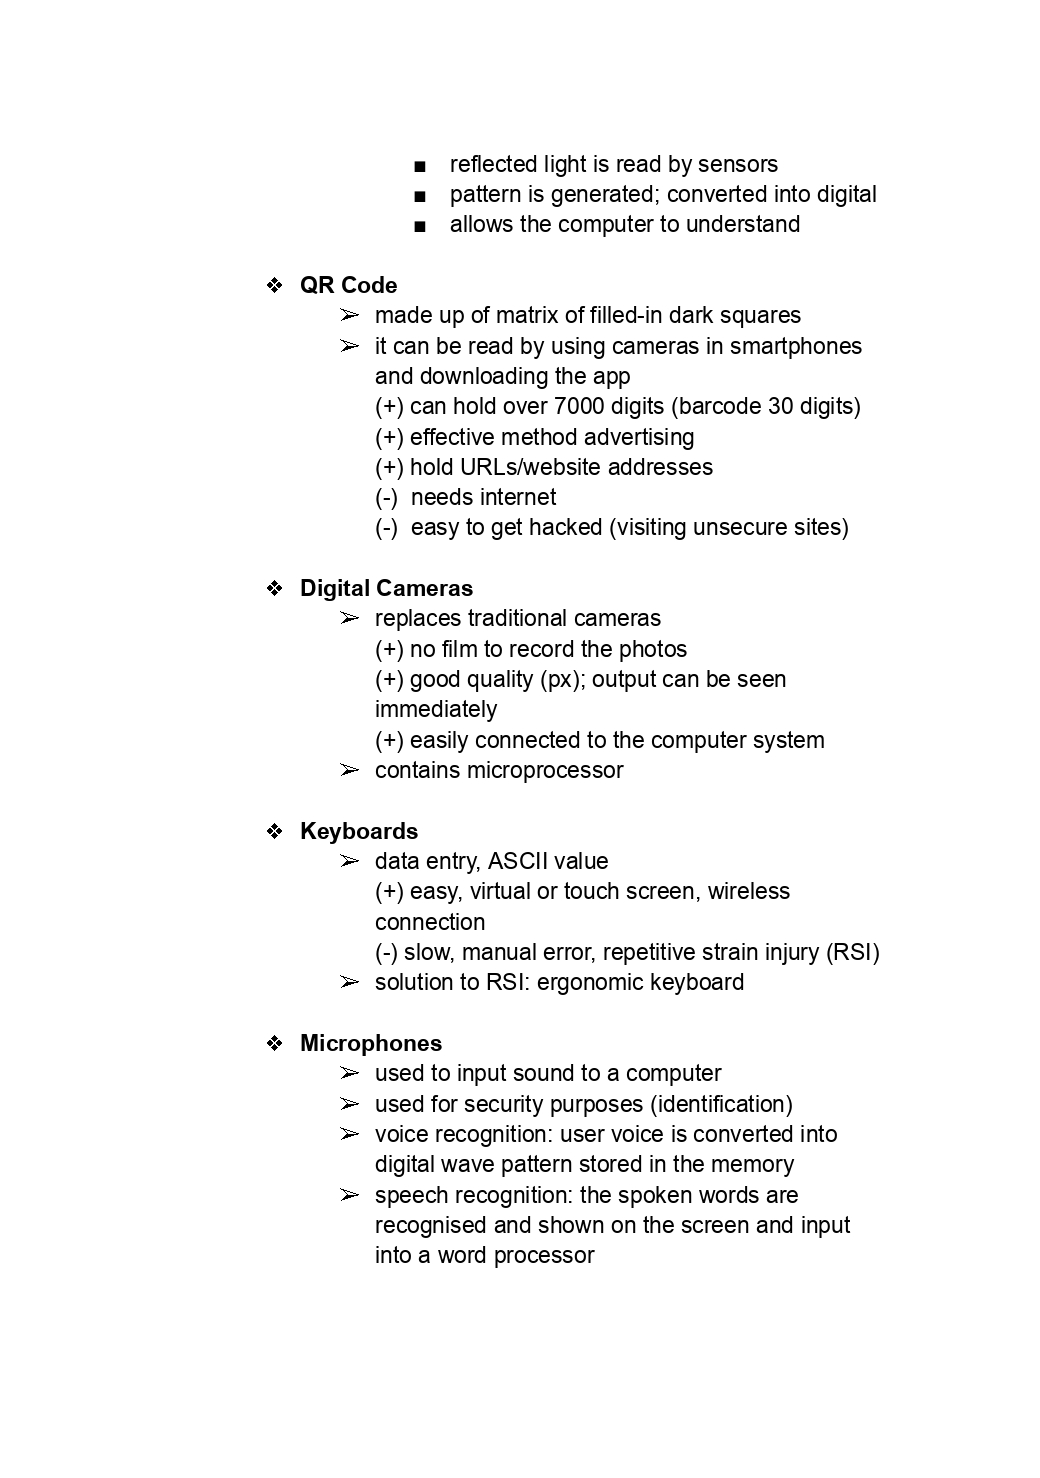 ■ reflected light is read by sensors
■ pattern is generated; converted into digital
■ allows the computer to understand
❖ QR Code
➢ made up of matrix of filled-in dark squares
➢ it can be read by using cameras in smartphones
and downloading the app
(+) can hold over 7000 digits (barcode 30 digits)
(+) effective method advertising
(+) hold URLs/website addresses
(-) needs internet
(-) easy to get hacked (visiting unsecure sites)
❖ Digital Cameras
➢ replaces traditional cameras
(+) no film to record the photos
(+) good quality (px); output can be seen
immediately
(+) easily connected to the computer system
➢ contains microprocessor
❖ Keyboards
➢ data entry, ASCII value
(+) easy, virtual or touch screen, wireless
connection
(-) slow, manual error, repetitive strain injury (RSI)
➢ solution to RSI: ergonomic keyboard
❖ Microphones
➢ used to input sound to a computer
➢ used for security purposes (identification)
➢ voice recognition: user voice is converted into
digital wave pattern stored in the memory
➢ speech recognition: the spoken words are
recognised and shown on the screen and input
into a word processor